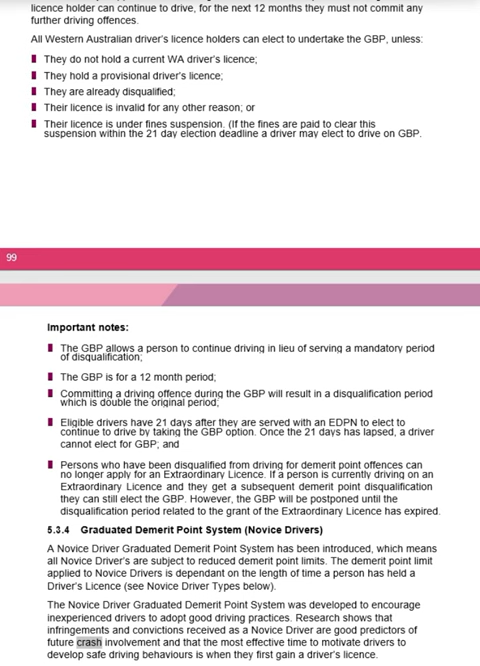 licence holder can continue to drive, for the next 12 months they must not commit any
further driving offences.
All Western Australian driver's licence holders can elect to undertake the GBP, unless:
They do not hold a current WA driver's licence;
They hold a provisional driver's licence;
They are already disqualified;
Their licence is invalid for any other reason; or
Their licence is under fines suspension. (If the fines are paid to clear this
suspension within the 21 day election deadline a driver may elect to drive on GBP.
99
Important notes:
The GBP allows a person to continue driving in lieu of serving a mandatory period
of disqualification;
The GBP is for a 12 month period;
Committing a driving offence during the GBP will result in a disqualification period
which is double the original period;
Eligible drivers have 21 days after they are served with an EDPN to elect to
continue to drive by taking the GBP option. Once the 21 days has lapsed, a driver
cannot elect for GBP; and
Persons who have been disqualified from driving for demerit point offences can
no longer apply for an Extraordinary Licence. If a person is currently driving on an
Extraordinary Licence and they get a subsequent demerit point disqualification
they can still elect the GBP. However, the GBP will be postponed until the
disqualification period related to the grant of the Extraordinary Licence has expired.
5.3.4 Graduated Demerit Point System (Novice Drivers)
A Novice Driver Graduated Demerit Point System has been introduced, which means
all Novice Driver's are subject to reduced demerit point limits. The demerit point limit
applied to Novice Drivers is dependant on the length of time a person has held a
Driver's Licence (see Novice Driver Types below).
The Novice Driver Graduated Demerit Point System was developed to encourage
inexperienced drivers to adopt good driving practices. Research shows that
infringements and convictions received as a Novice Driver are good predictors of
future crash involvement and that the most effective time to motivate drivers to
develop safe driving behaviours is when they first gain a driver's licence.